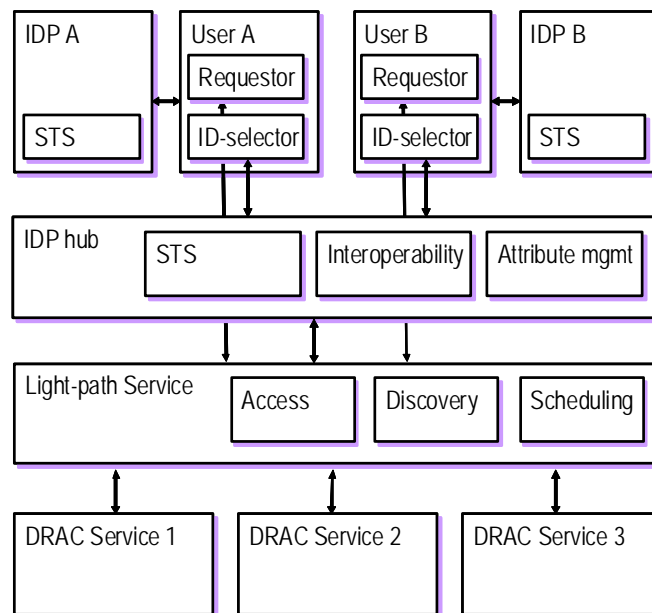 IDP A
User A
User B
IDP B
Requestor
Requestor
STS
ID-selector
ID-selector
STS
IDP hub
STS
Interoperability
Attribute mgmt
Light-path Service
Access
Discovery
Scheduling
DRAC Service 1
DRAC Service 2
DRAC Service 3